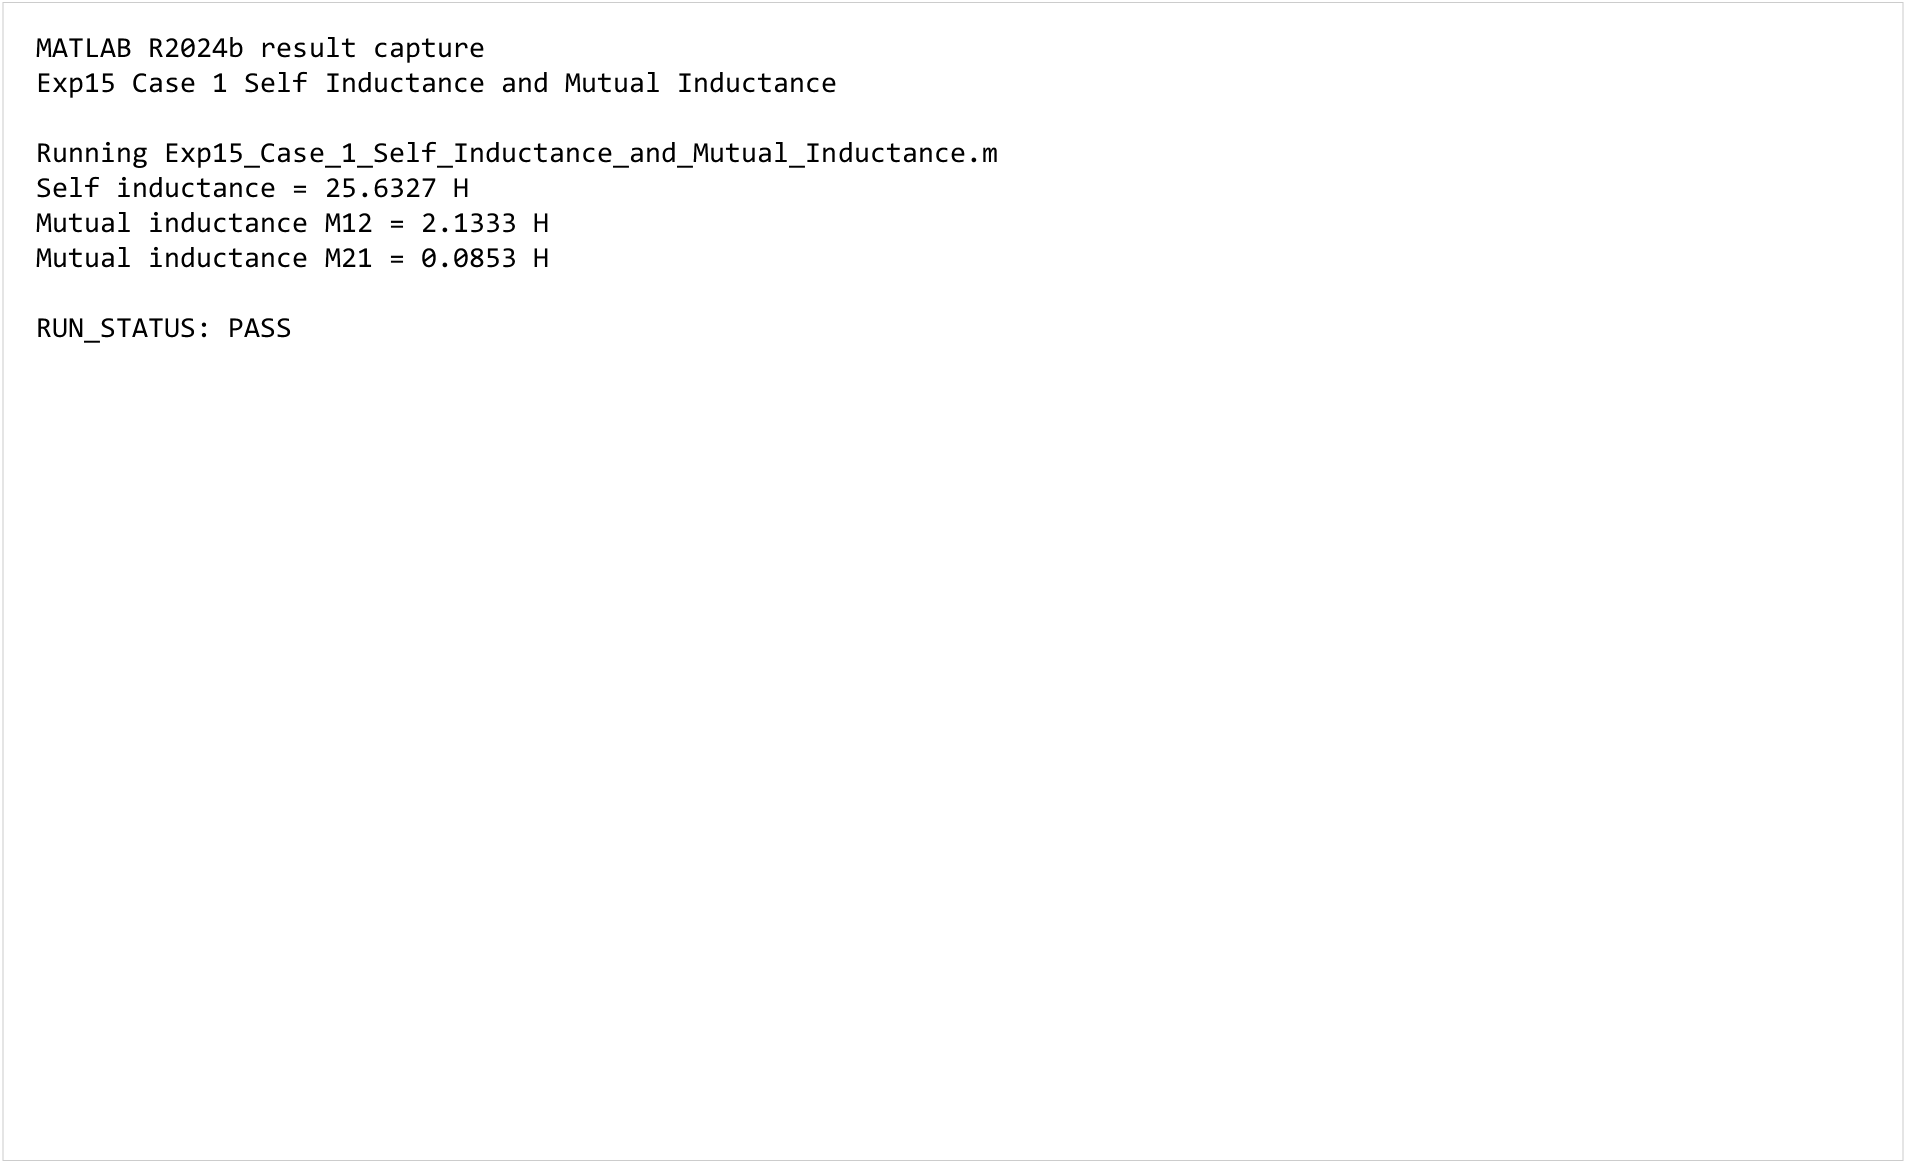 MATLAB R2024b result capture
Exp15 Case 1 Self Inductance and Mutual Inductance
Running Exp15_Case_1_Self_Inductance_and_Mutual_Inductance.m
Self inductance = 25.6327 H
Mutual inductance M12 = 2.1333 H
Mutual inductance M21 = 0.0853 H
RUN_STATUS: PASS